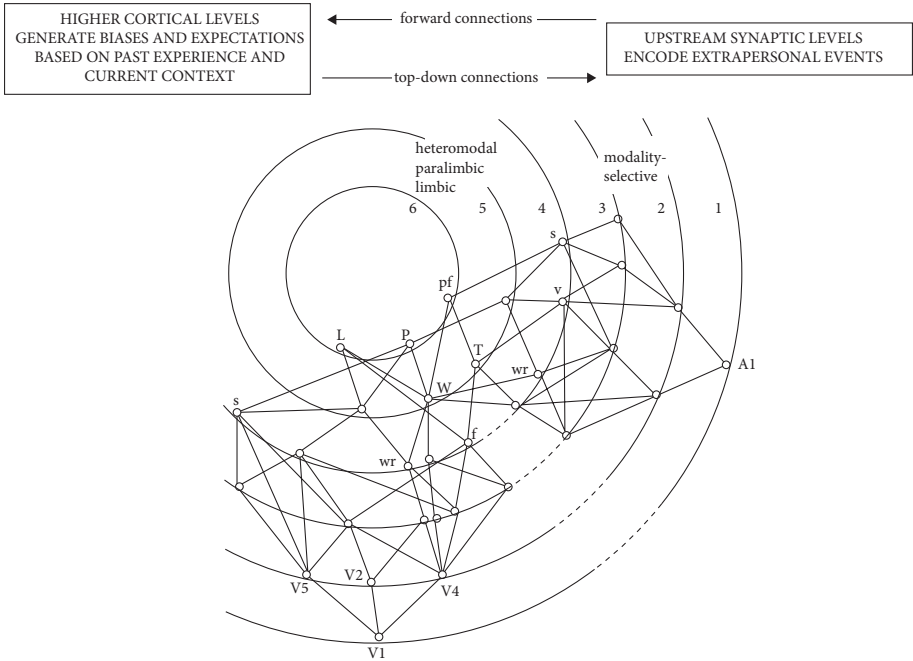 HIGHER CORTICAL LEVELS
GENERATE BIASES AND EXPECTATIONS
BASED ON PAST EXPERIENCE AND
CURRENT CONTEXT
forward connections
top-down connections
UPSTREAM SYNAPTIC LEVELS
ENCODE EXTRAPERSONAL EVENTS
heteromodal
paralimbic
limbic
modality-
selective
6
5
4
3
2
1
s
pf
v
L
P
T
A1
wr
W
s
f
wr
V5
V2
V4
V1